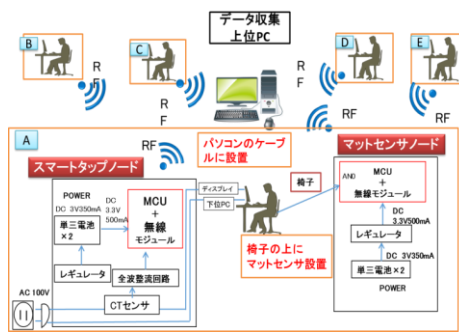 データ収集
上位PC
B
C
D
E
RF
RF
RF
RF
RF
RF
A
パソコンのケーブ
ルに設置
スマートタップノード
マットセンサノード
POWER
DC 3V350mA
DC
3.3V
500mA
MCU
+
無線
モジュール
単三電池
×2
レギュレータ
全波整流回路
CTセンサ
AC 100V
ディスプレイ
下位PC
椅子
椅子の上に
マットセンサ設置
AND
MCU
+
無線モジュール
DC
3.3V500mA
レギュレータ
DC 3V350mA
単三電池×2
POWER